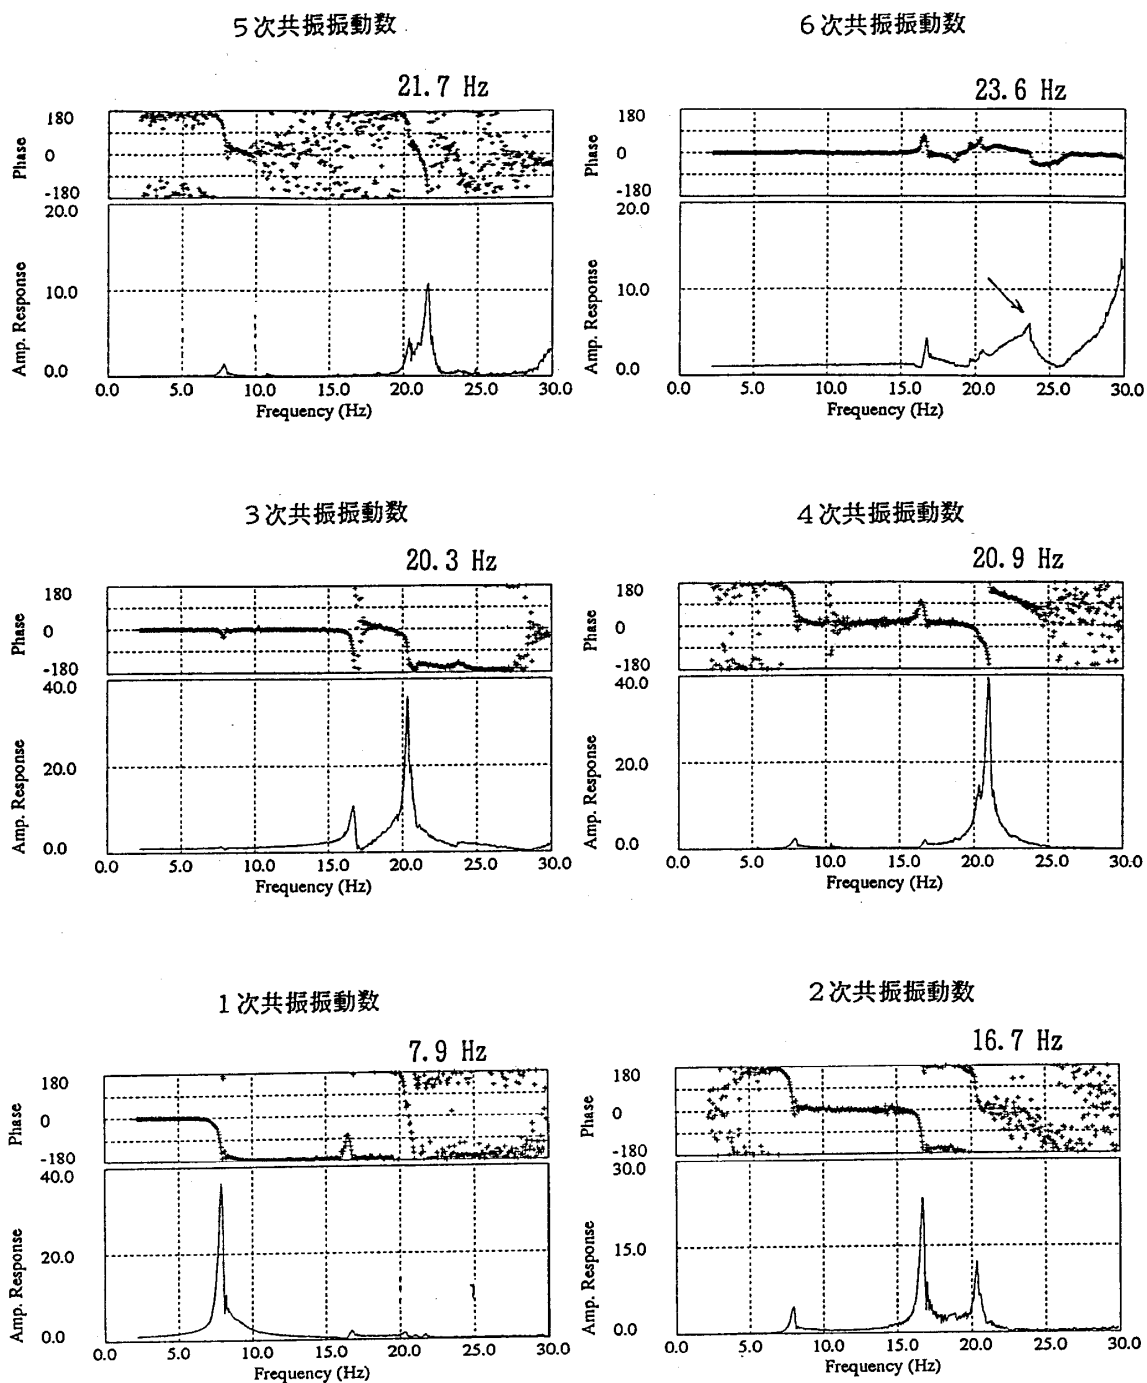 5次共振振動数
21.7 Hz
180
0
-180
Phase
20.0
10.0
0.0
Amp. Response
0.0 5.0 10.0 15.0 20.0 25.0 30.0
Frequency (Hz)
6次共振振動数
23.6 Hz
180
0
-180
Phase
20.0
10.0
0.0
Amp. Response
0.0 5.0 10.0 15.0 20.0 25.0 30.0
Frequency (Hz)
3次共振振動数
20.3 Hz
180
0
-180
Phase
40.0
20.0
0.0
Amp. Response
0.0 5.0 10.0 15.0 20.0 25.0 30.0
Frequency (Hz)
4次共振振動数
20.9 Hz
180
0
-180
Phase
40.0
20.0
0.0
Amp. Response
0.0 5.0 10.0 15.0 20.0 25.0 30.0
Frequency (Hz)
1次共振振動数
7.9 Hz
180
0
-180
Phase
40.0
20.0
0.0
Amp. Response
0.0 5.0 10.0 15.0 20.0 25.0 30.0
Frequency (Hz)
2次共振振動数
16.7 Hz
180
0
-180
Phase
30.0
15.0
0.0
Amp. Response
0.0 5.0 10.0 15.0 20.0 25.0 30.0
Frequency (Hz)